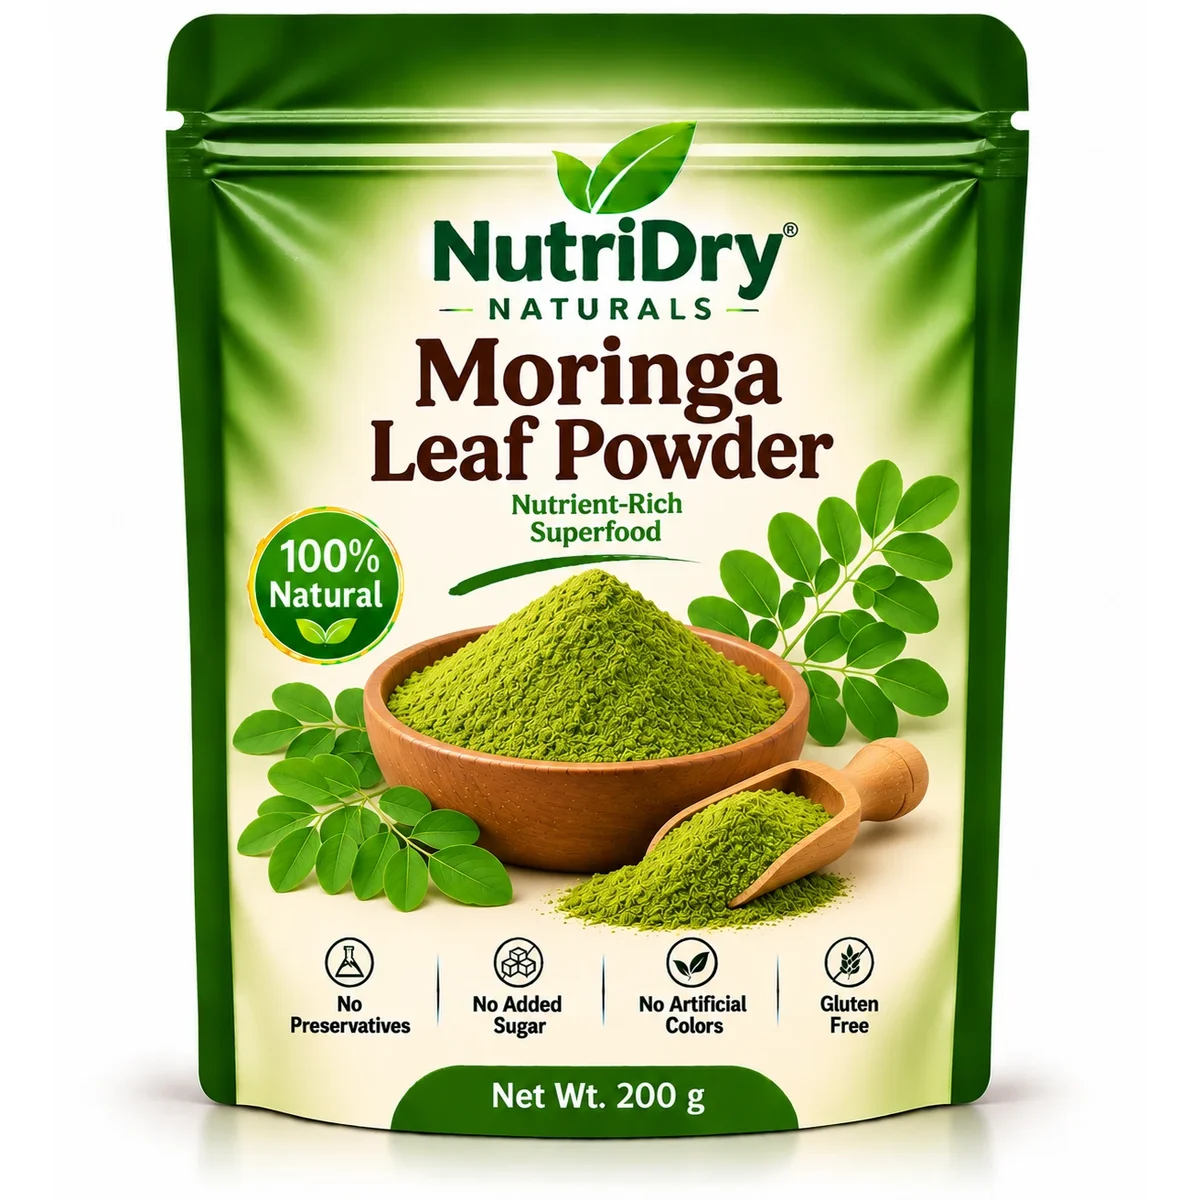 NutriDry®
NATURALS
Moringa
Leaf Powder
Nutrient-Rich
Superfood
100%
Natural
No
Preservatives
No Added
Sugar
No Artificial
Colors
Gluten
Free
Net Wt. 200 g